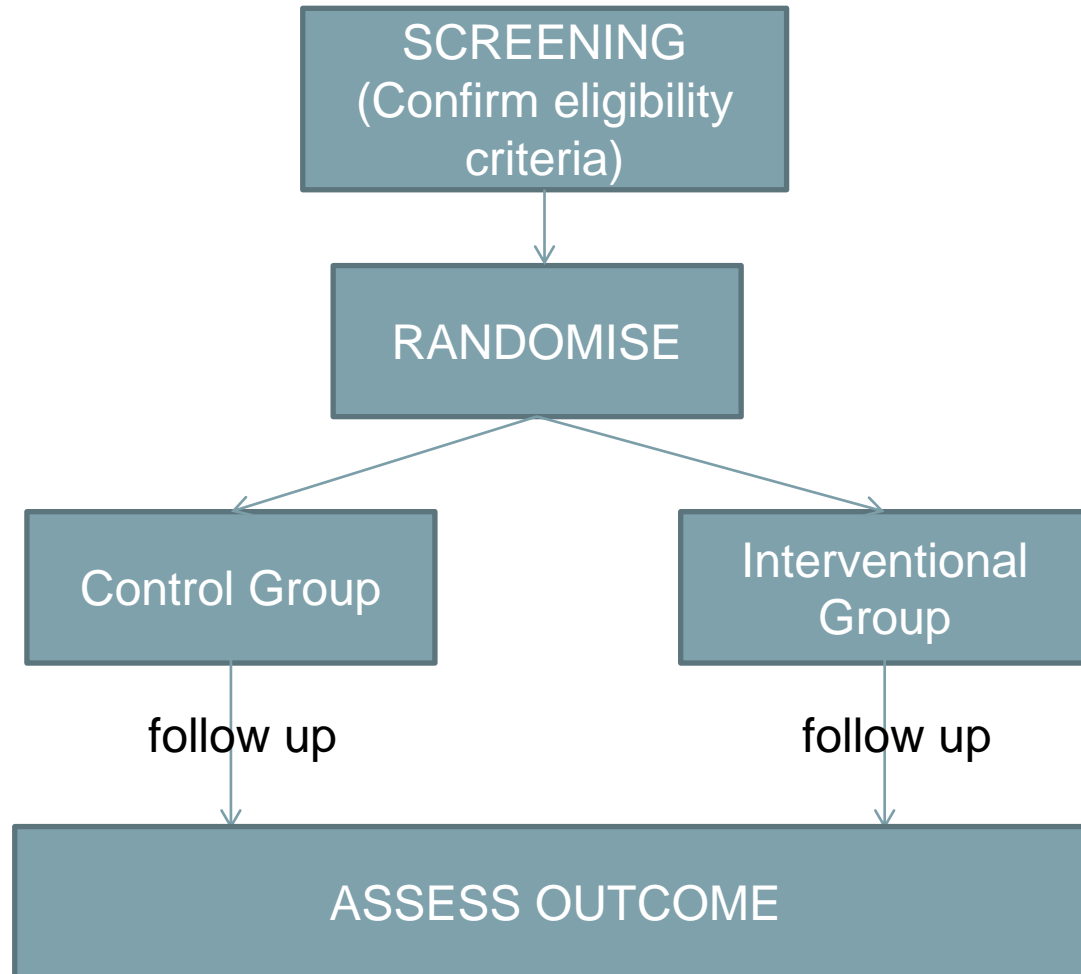 SCREENING
(Confirm eligibility
criteria)
RANDOMISE
Control Group
Interventional
Group
follow up
follow up
ASSESS OUTCOME